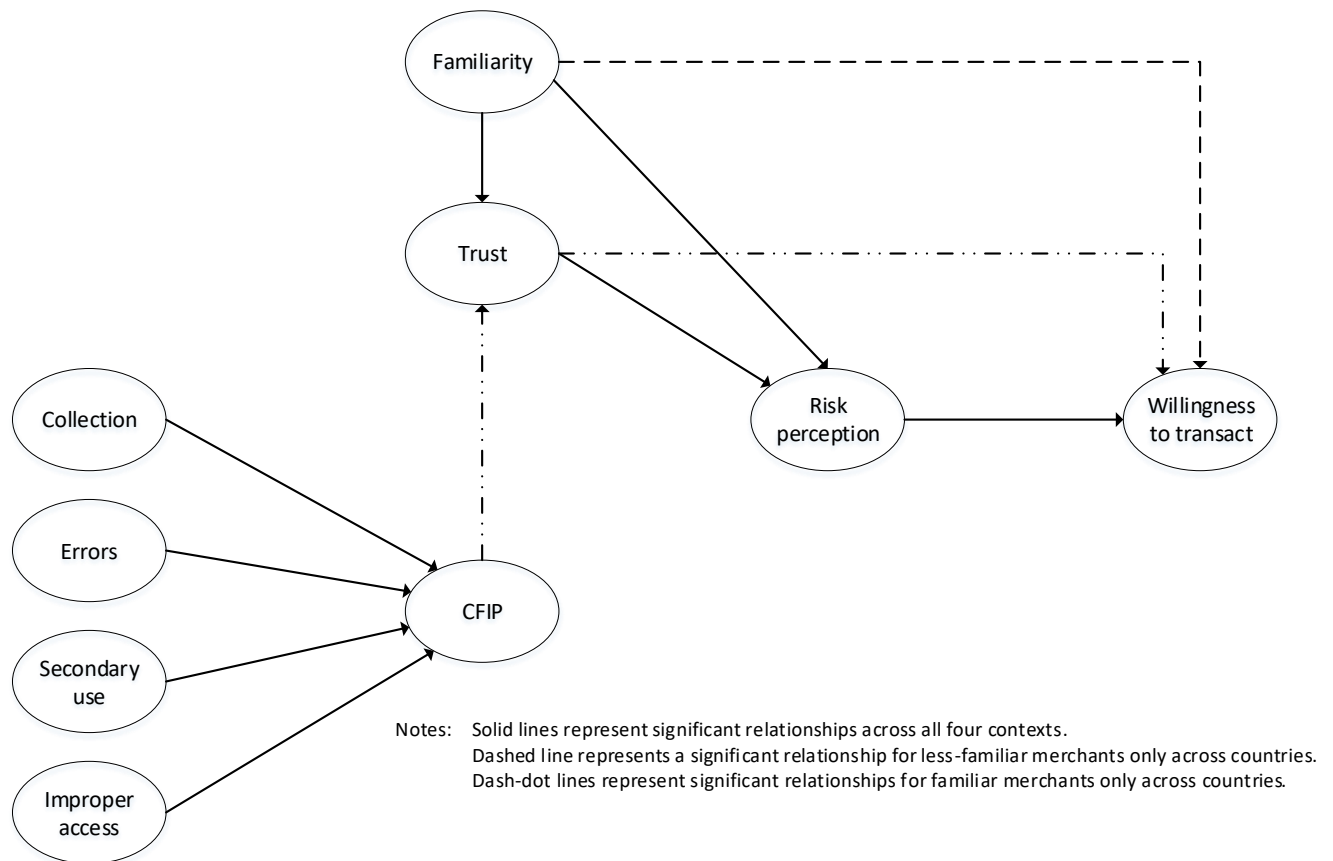 Familiarity
Trust
Collection
Risk
perception
Willingness
to transact
Errors
CFIP
Secondary
use
Improper
access
Notes: Solid lines represent significant relationships across all four contexts.
Dashed line represents a significant relationship for less-familiar merchants only across countries.
Dash-dot lines represent significant relationships for familiar merchants only across countries.